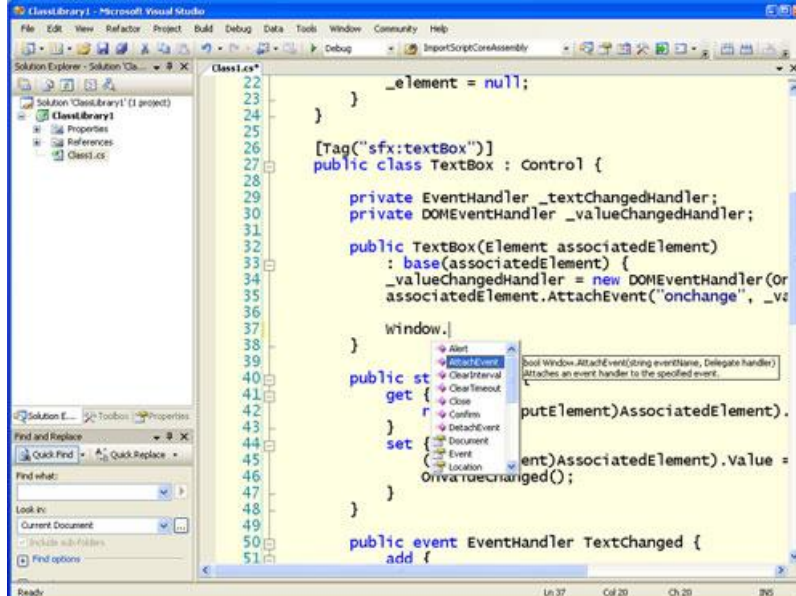 ClassLibrary1 - Microsoft Visual Studio
File Edit View Refactor Project Build Debug Data Tools Window Community Help
Debug ImportScriptCoreAssembly
Solution Explorer - Solution 'Cla...
Class1.cs*
Solution 'ClassLibrary1' (1 project)
ClassLibrary1
Properties
References
Class1.cs
22 _element = null;
23 }
24 }
25
26 [Tag("sfx:textBox")]
27 public class TextBox : Control {
28
29 private EventHandler _textChangedHandler;
30 private DOMEventHandler _valueChangedHandler;
31
32 public TextBox(Element associatedElement)
33 : base(associatedElement) {
34 _valueChangedHandler = new DOMEventHandler(Or
35 associatedElement.AttachEvent("onchange", _va
36
37 Window.
38 }
39
40 public st {
41 get {
42 r putElement)AssociatedElement).
43 }
44 set {
45 ( ent)AssociatedElement).Value =
46 OnValueChanged();
47 }
48 }
49
50 public event EventHandler TextChanged {
51 add {
Alert
AttachEvent
ClearInterval
ClearTimeout
Close
Confirm
DetachEvent
Document
Event
Location
bool Window.AttachEvent(string eventName, Delegate handler)
Attaches an event handler to the specified event.
Solution E... Toolbox Properties
Find and Replace
Quick Find Quick Replace
Find what:
Look in:
Current Document ...
Include sub-folders
Find options
Ready Ln 37 Col 20 Ch 20 INS